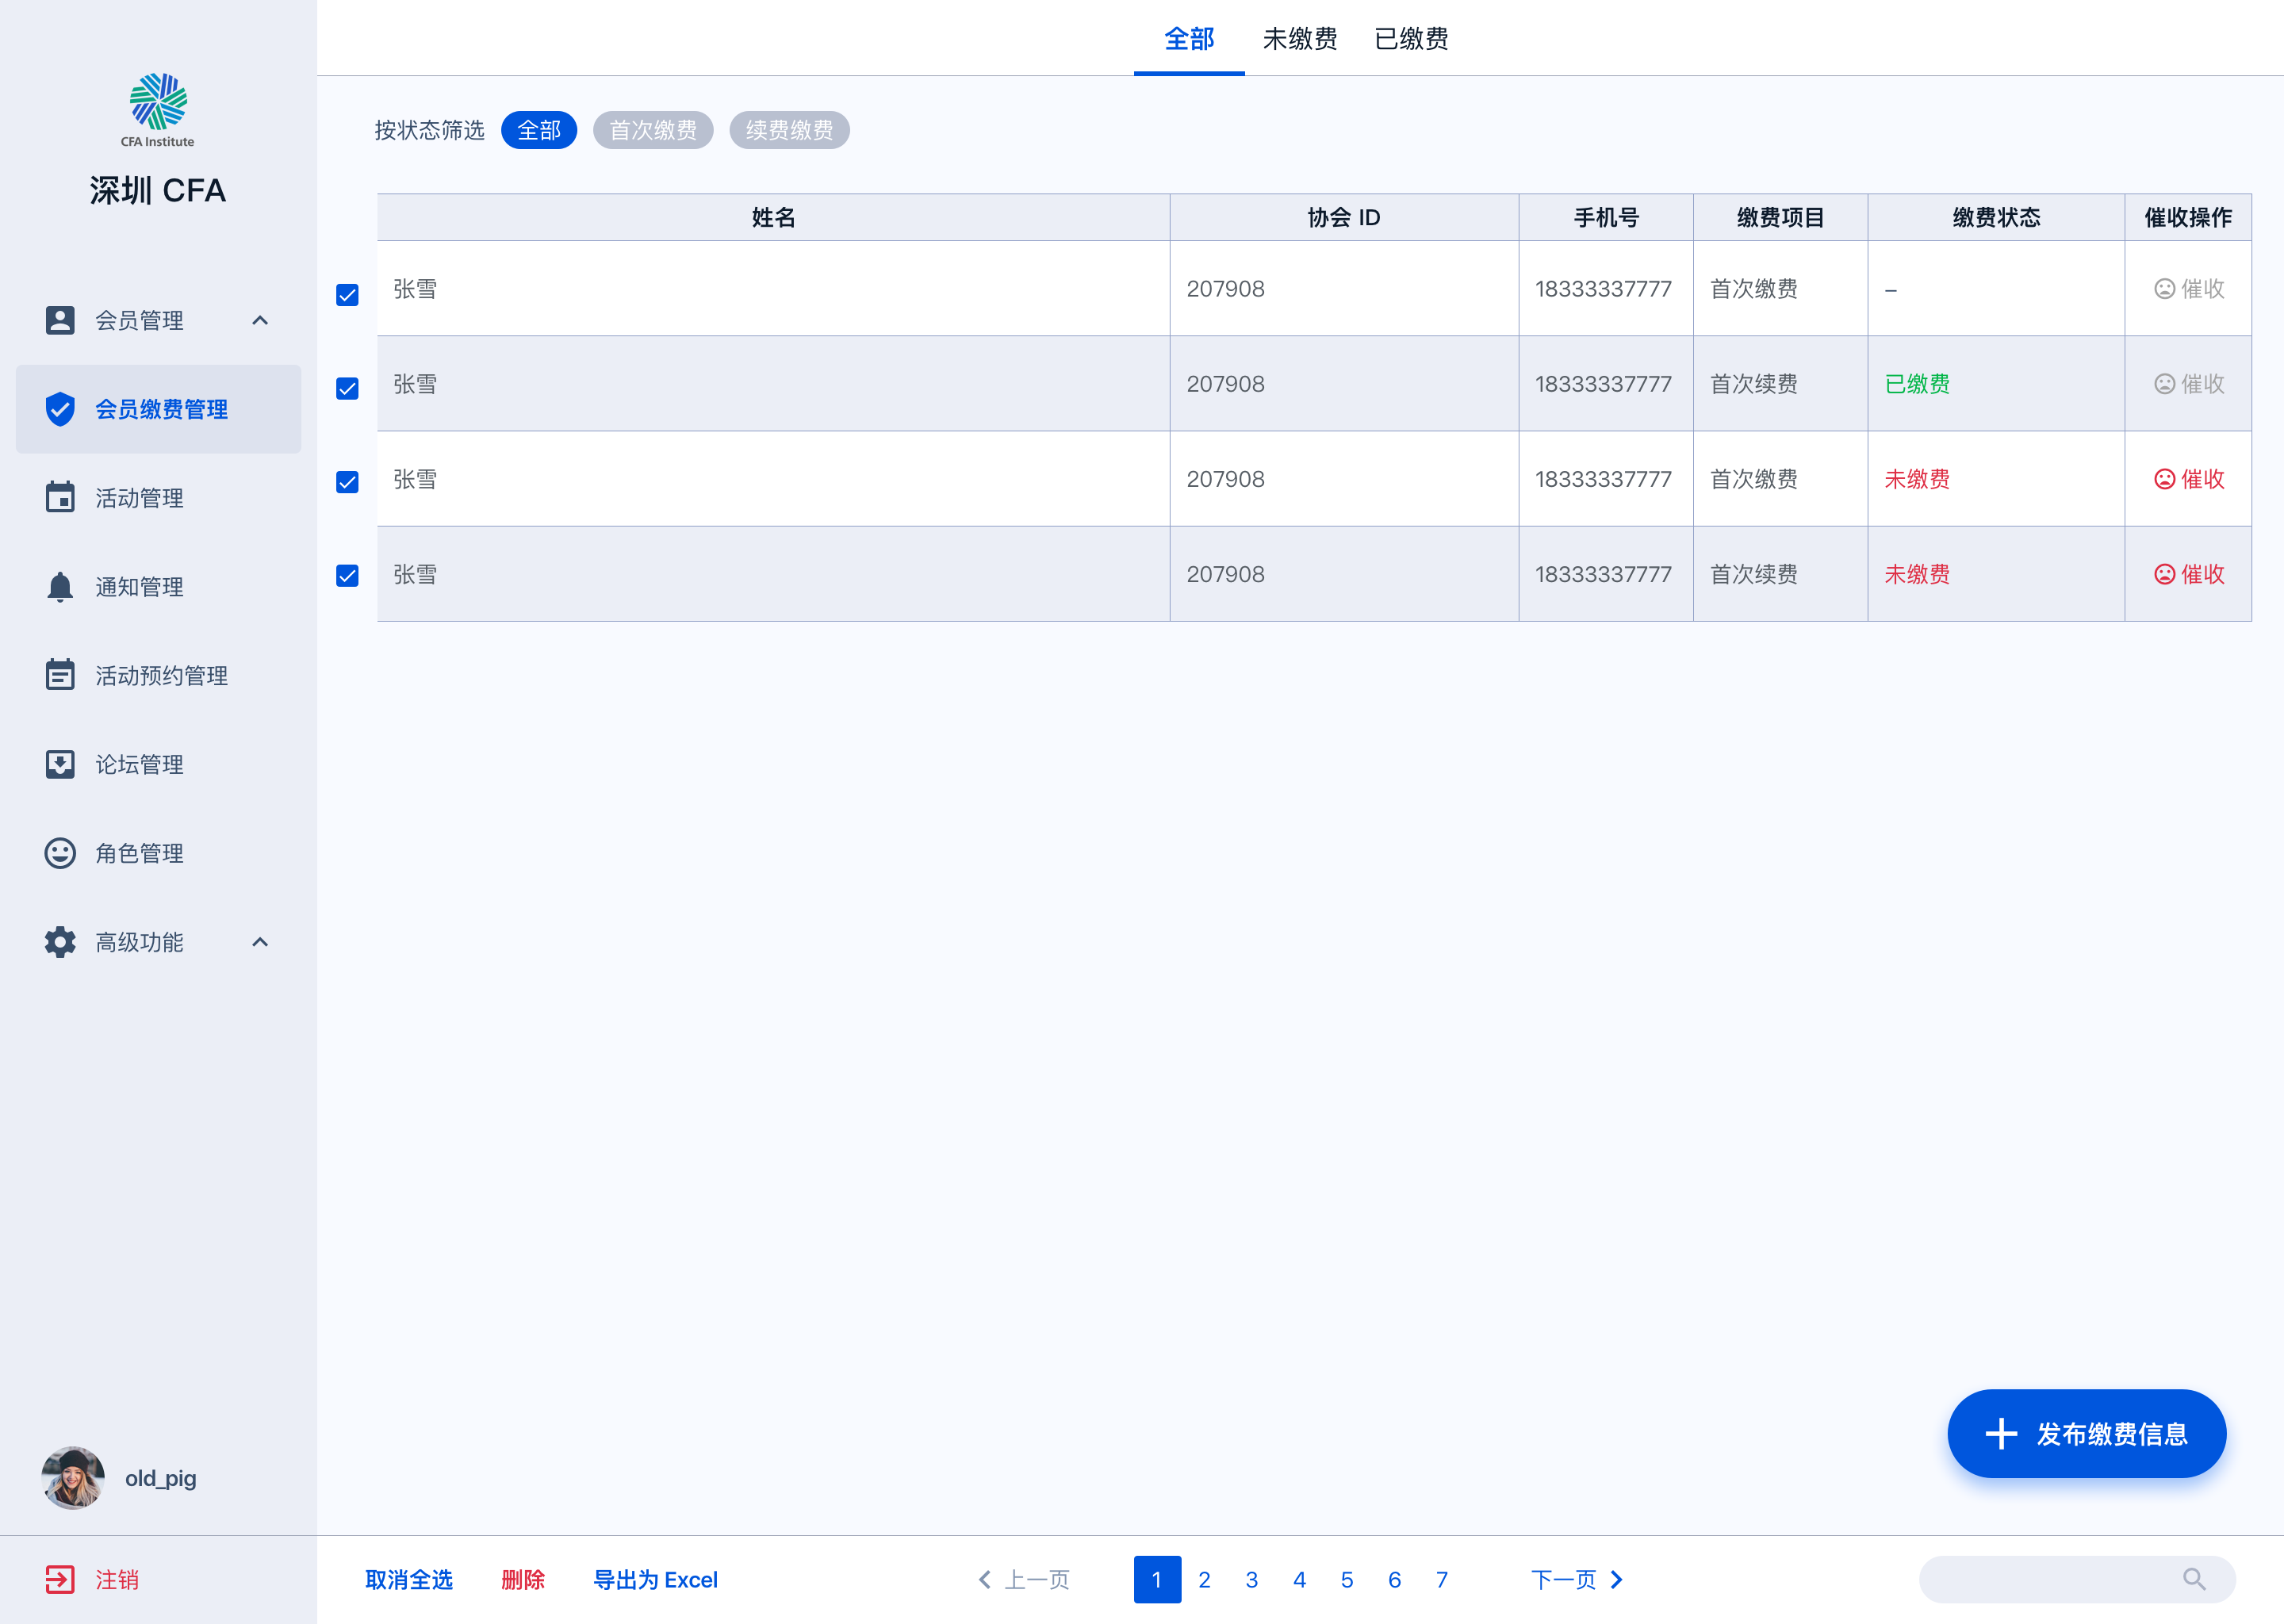 CFA Institute
深圳 CFA
会员管理
会员缴费管理
活动管理
通知管理
活动预约管理
论坛管理
角色管理
高级功能
old_pig
注销
全部 未缴费 已缴费
按状态筛选 全部 首次缴费 续费缴费
姓名 协会 ID 手机号 缴费项目 缴费状态 催收操作
张雪 207908 18333337777 首次缴费 – 催收
张雪 207908 18333337777 首次续费 已缴费 催收
张雪 207908 18333337777 首次缴费 未缴费 催收
张雪 207908 18333337777 首次续费 未缴费 催收
发布缴费信息
取消全选 删除 导出为 Excel 上一页 1 2 3 4 5 6 7 下一页